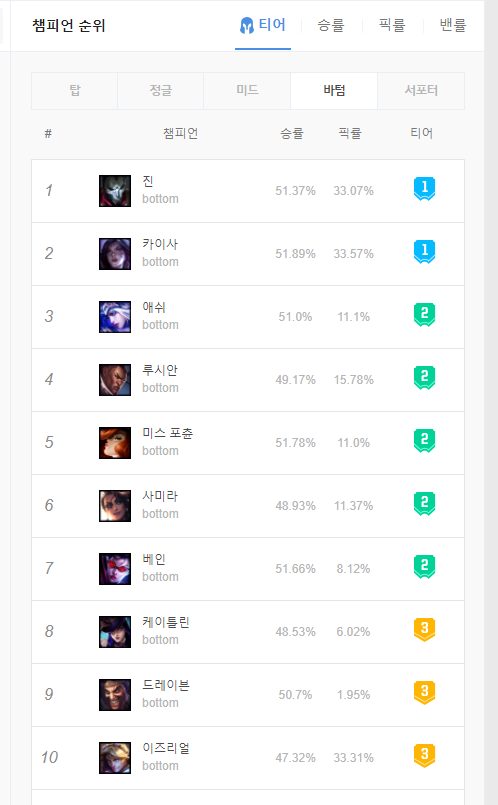 챔피언 순위 티어 승률 픽률 밴률
탑 정글 미드 바텀 서포터
# 챔피언 승률 픽률 티어
1 진 51.37% 33.07% 1
bottom
2 카이사 51.89% 33.57% 1
bottom
3 애쉬 51.0% 11.1% 2
bottom
4 루시안 49.17% 15.78% 2
bottom
5 미스 포츈 51.78% 11.0% 2
bottom
6 사미라 48.93% 11.37% 2
bottom
7 베인 51.66% 8.12% 2
bottom
8 케이틀린 48.53% 6.02% 3
bottom
9 드레이븐 50.7% 1.95% 3
bottom
10 이즈리얼 47.32% 33.31% 3
bottom